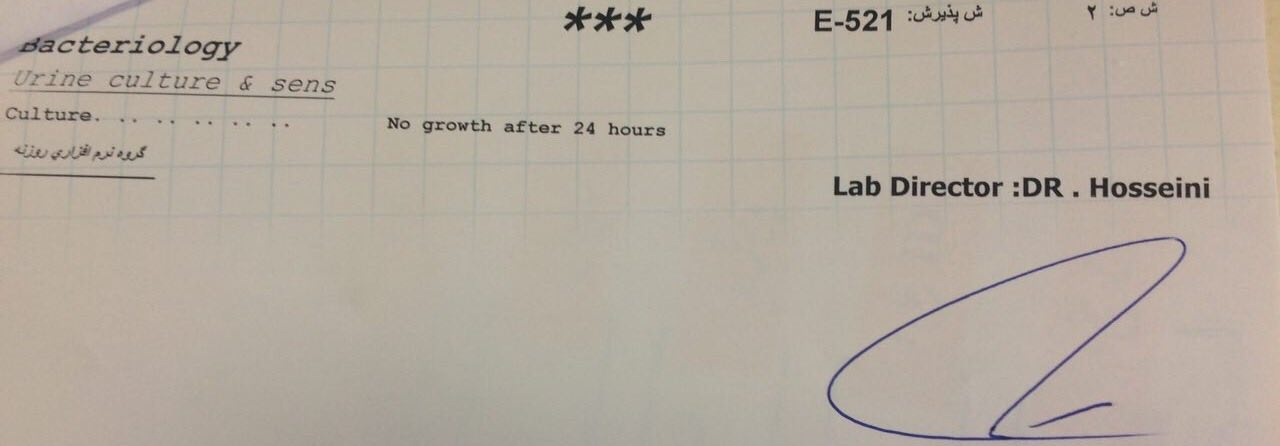 ***
E-521 ش پذیرش:
ش ص: ۲
Bacteriology
Urine culture & sens
Culture. .. .. .. .. .. No growth after 24 hours
گروه نرم افزاري روزنه
Lab Director :DR . Hosseini